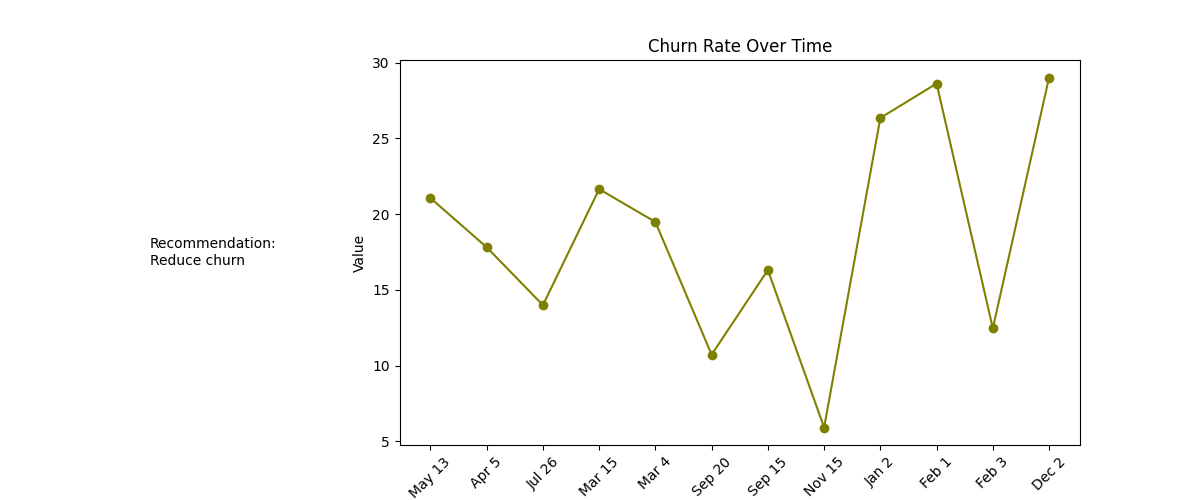 Churn Rate Over Time
Recommendation:
Reduce churn
Value
30
25
20
15
10
5
May 13
Apr 5
Jul 26
Mar 15
Mar 4
Sep 20
Sep 15
Nov 15
Jan 2
Feb 1
Feb 3
Dec 2